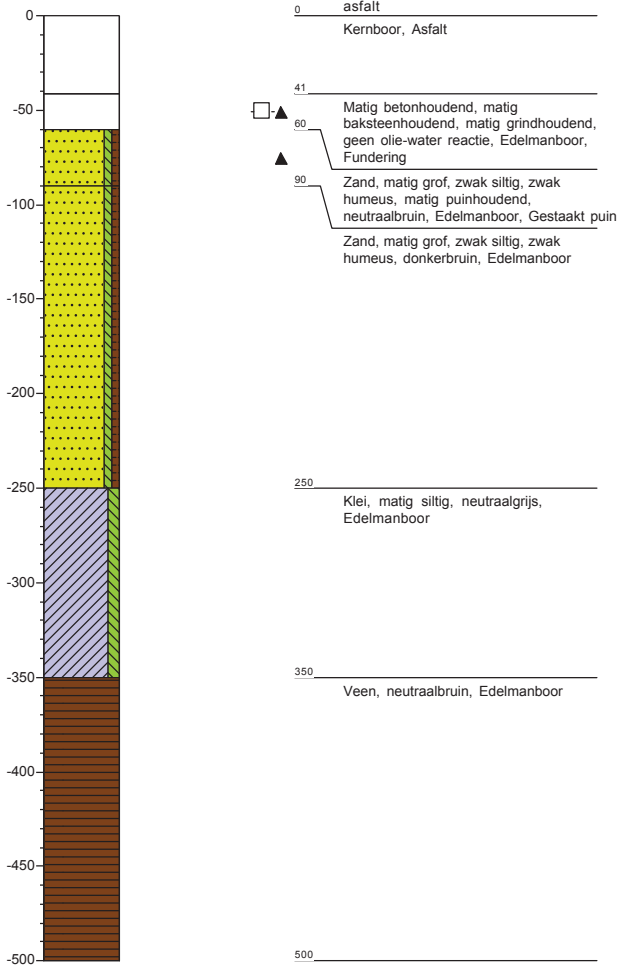 0
-50
-100
-150
-200
-250
-300
-350
-400
-450
-500
0 asfalt
Kernboor, Asfalt
41
Matig betonhoudend, matig
baksteenhoudend, matig grindhoudend,
geen olie-water reactie, Edelmanboor,
Fundering
60
Zand, matig grof, zwak siltig, zwak
humeus, matig puinhoudend,
neutraalbruin, Edelmanboor, Gestaakt puin
90
Zand, matig grof, zwak siltig, zwak
humeus, donkerbruin, Edelmanboor
250
Klei, matig siltig, neutraalgrijs,
Edelmanboor
350
Veen, neutraalbruin, Edelmanboor
500